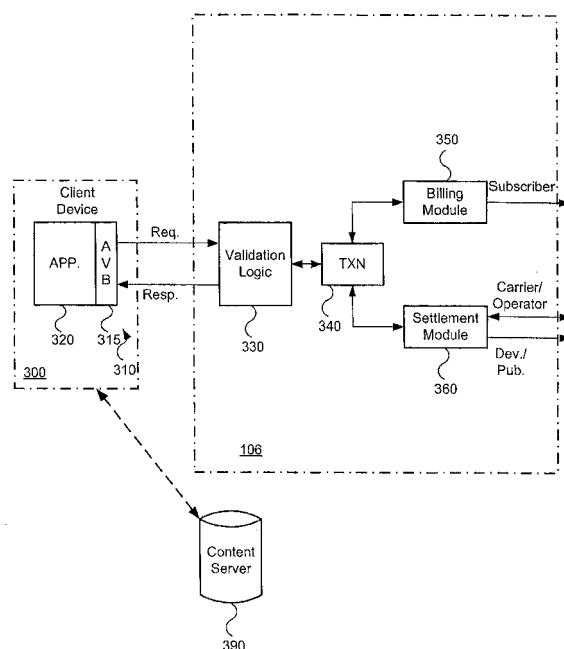 350
Billing
Module
Subscriber
Client
Device
APP.
A
V
B
Req.
Resp.
Validation
Logic
TXN
Carrier/
Operator
Settlement
Module
Dev./
Pub.
320
315
310
300
330
340
360
106
Content
Server
390